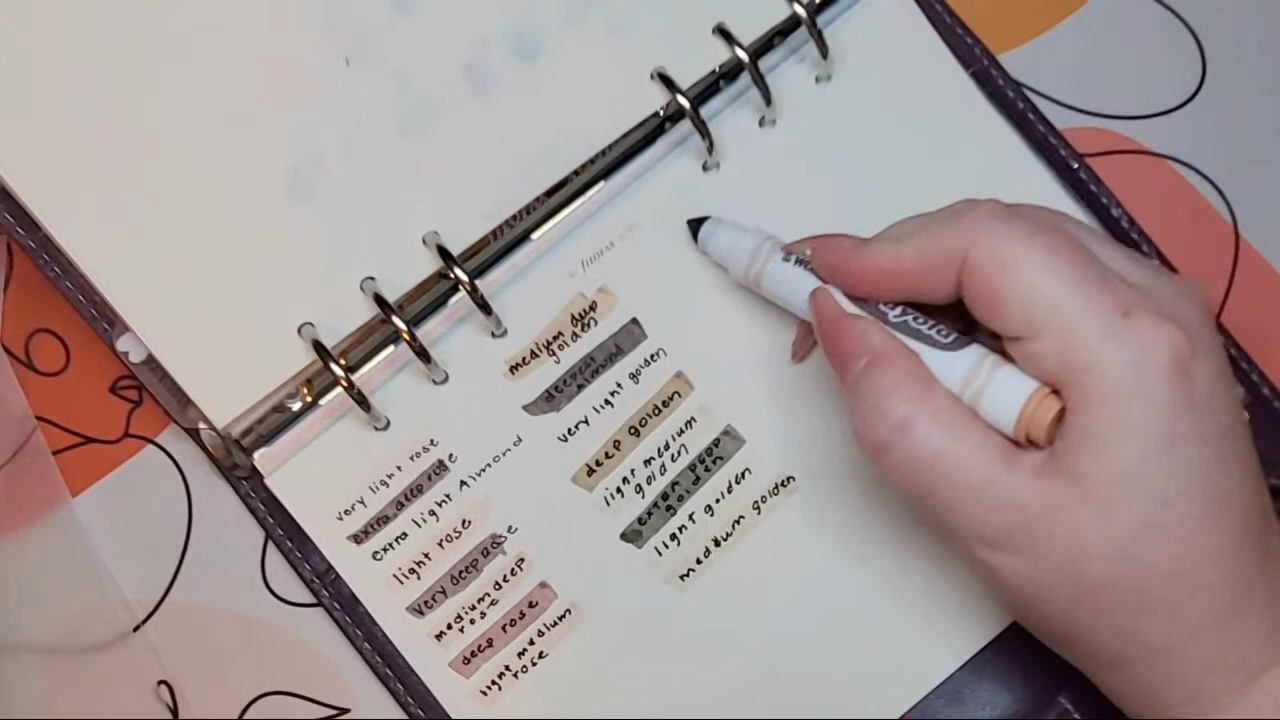 medium deep
golden
deepest
almond
very light golden
deep golden
light medium
golden
extra deep
golden
light golden
medium golden
very light rose
extra deep rose
extra light Almond
light rose
very deep rose
medium deep
rose
deep rose
light medium
rose